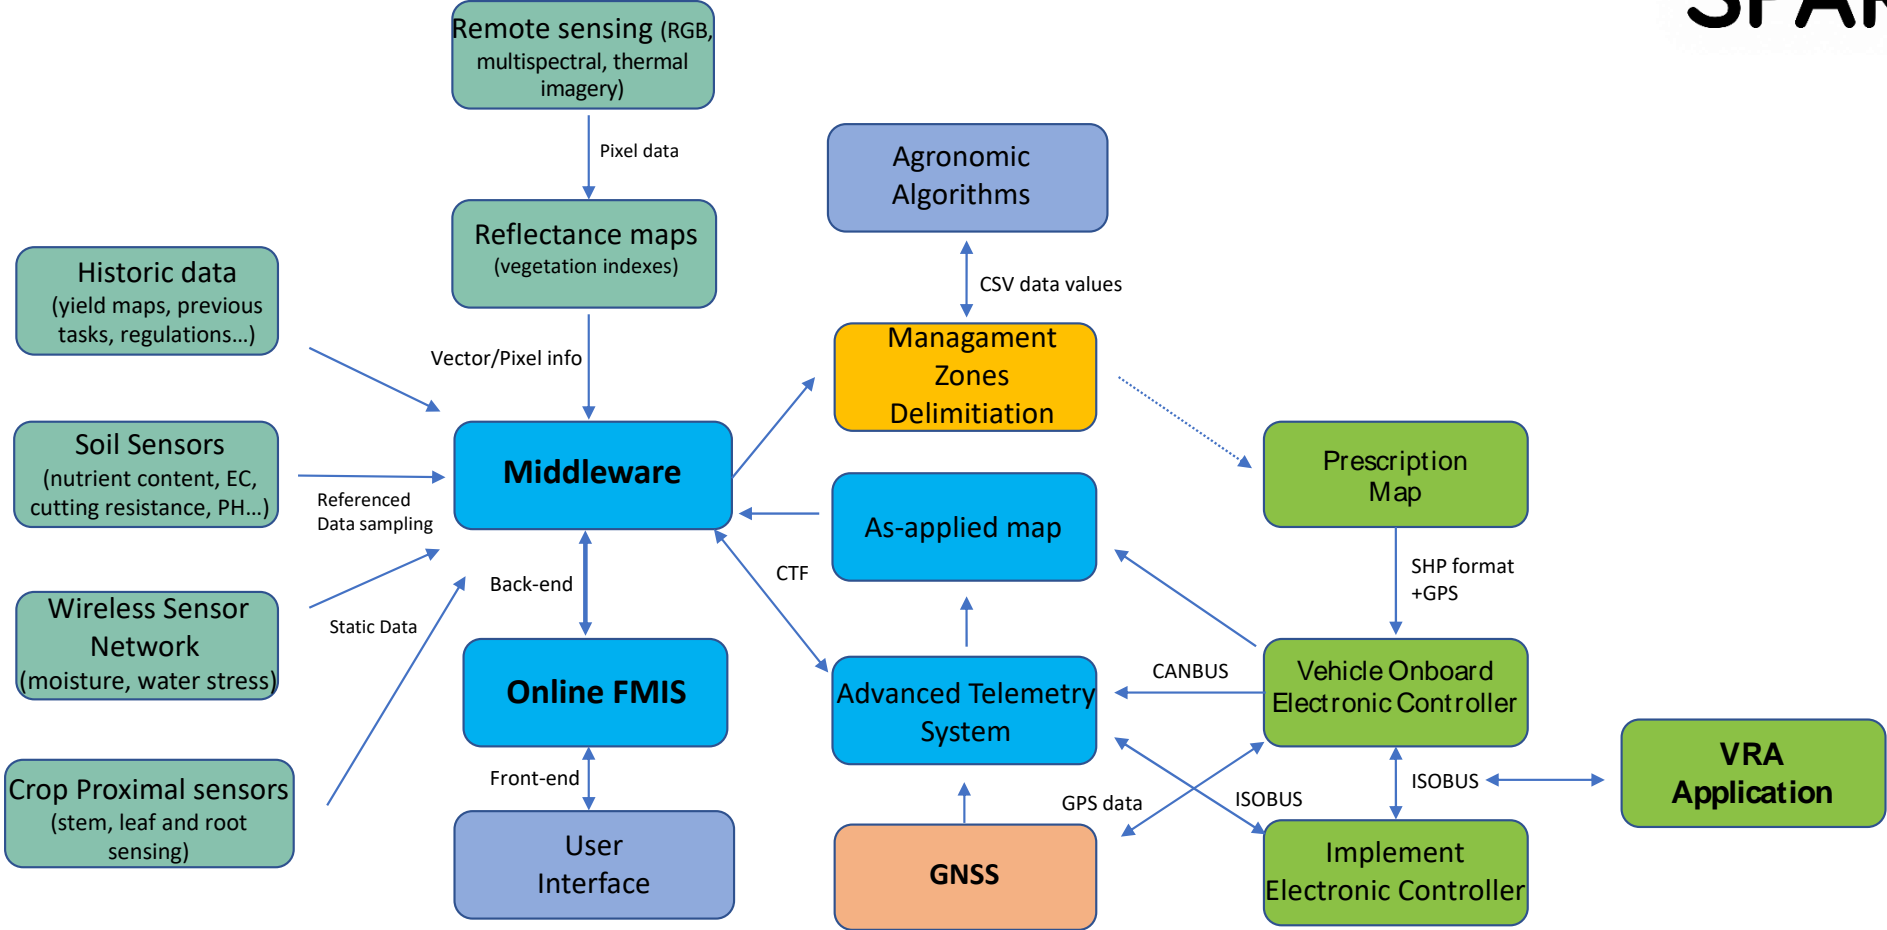 SPAR
Remote sensing (RGB,
multispectral, thermal
imagery)
Pixel data
Reflectance maps
(vegetation indexes)
Vector/Pixel info
Historic data
(yield maps, previous
tasks, regulations...)
Soil Sensors
(nutrient content, EC,
cutting resistance, PH...)
Referenced
Data sampling
Wireless Sensor
Network
(moisture, water stress)
Static Data
Crop Proximal sensors
(stem, leaf and root
sensing)
Middleware
Back-end
Online FMIS
Front-end
User
Interface
Agronomic
Algorithms
CSV data values
Managament
Zones
Delimitiation
As-applied map
CTF
Advanced Telemetry
System
GNSS
Prescription
Map
SHP format
+GPS
CANBUS
Vehicle Onboard
Electronic Controller
GPS data
ISOBUS
ISOBUS
Implement
Electronic Controller
VRA
Application